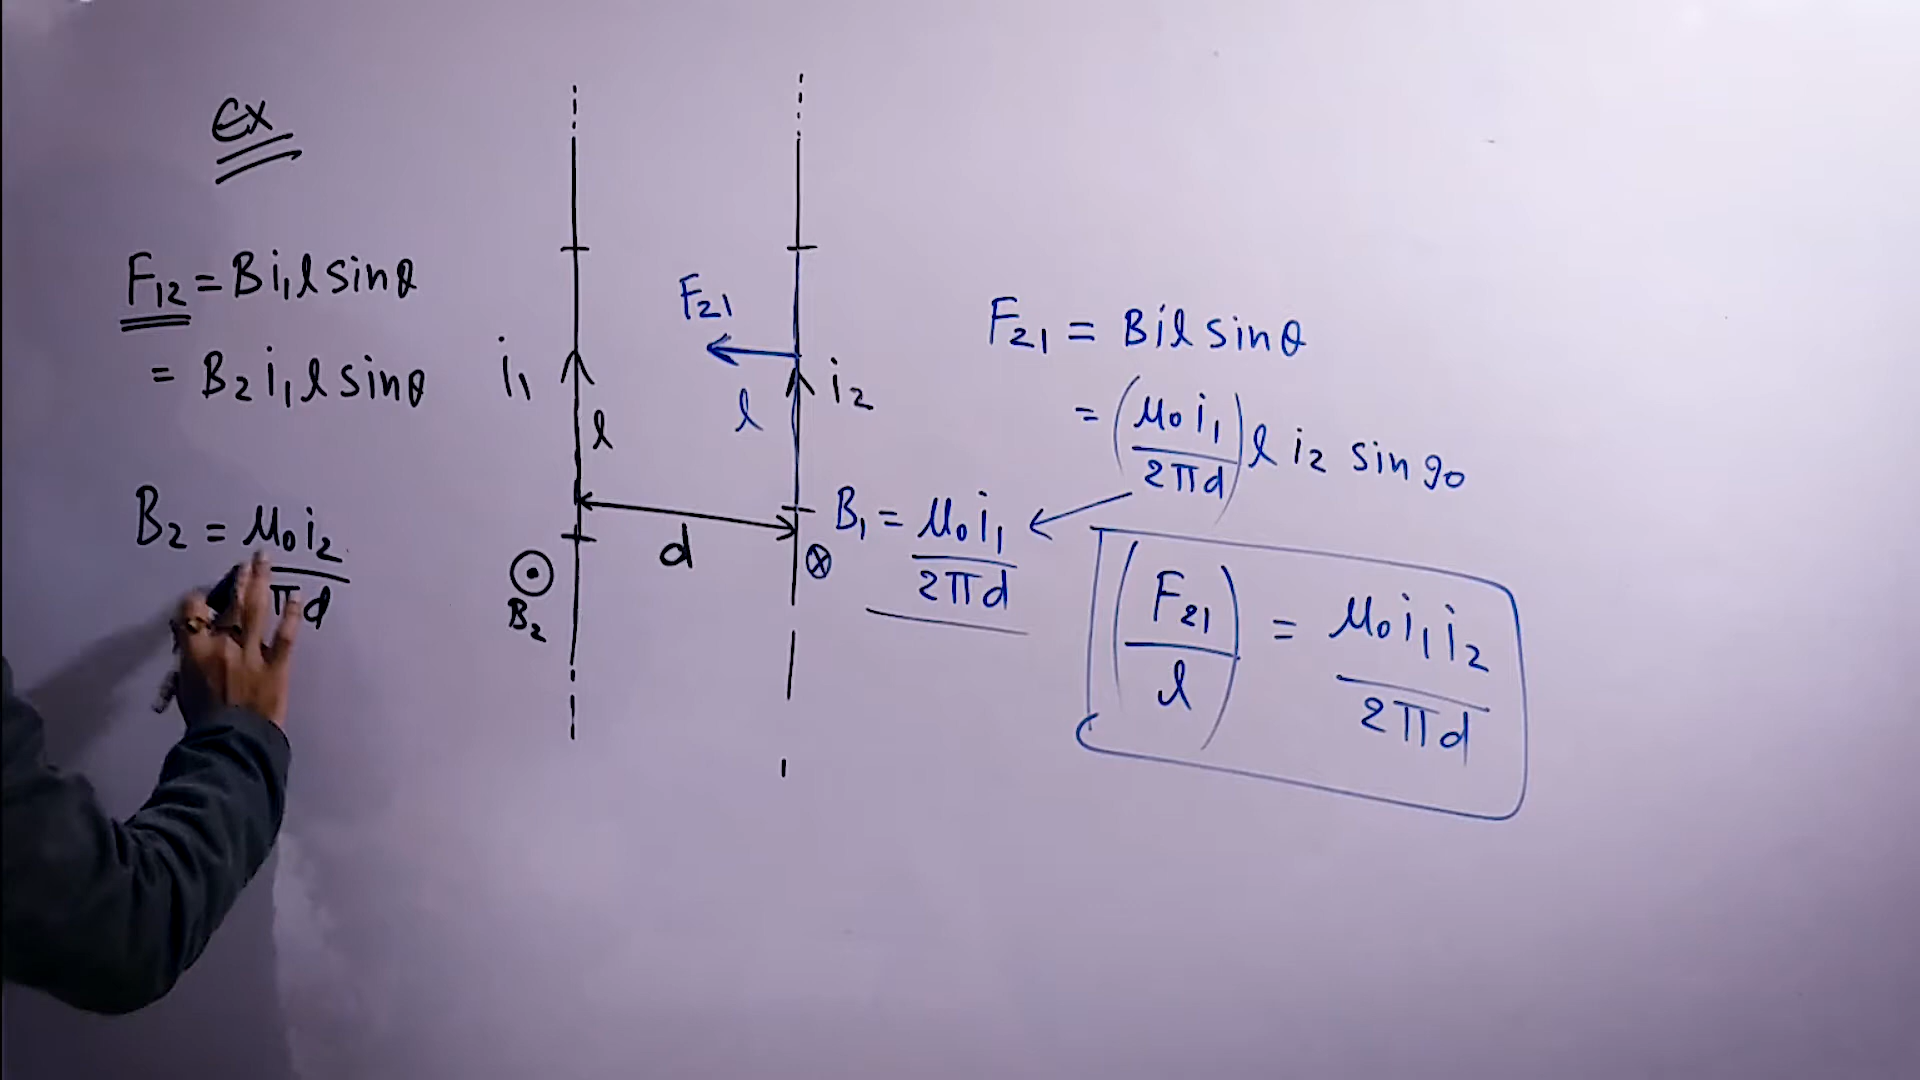 Ex
F₁₂ = B i₁ l sinθ
= B₂ i₁ l sinθ
B₂ = μ₀ i₂ / πd
i₁
l
B₂
d
F₂₁
l
i₂
B₁ = μ₀ i₁ / 2πd
F₂₁ = B i l sinθ
= (μ₀ i₁ / 2πd) l i₂ sin 90
(F₂₁ / l) = μ₀ i₁ i₂ / 2πd